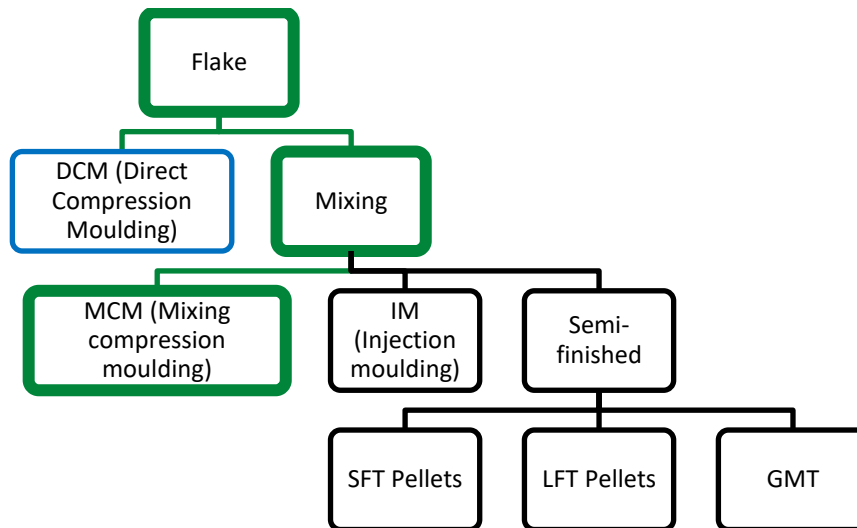 Flake
DCM (Direct
Compression
Moulding)
Mixing
MCM (Mixing
compression
moulding)
IM
(Injection
moulding)
Semi-
finished
SFT Pellets
LFT Pellets
GMT